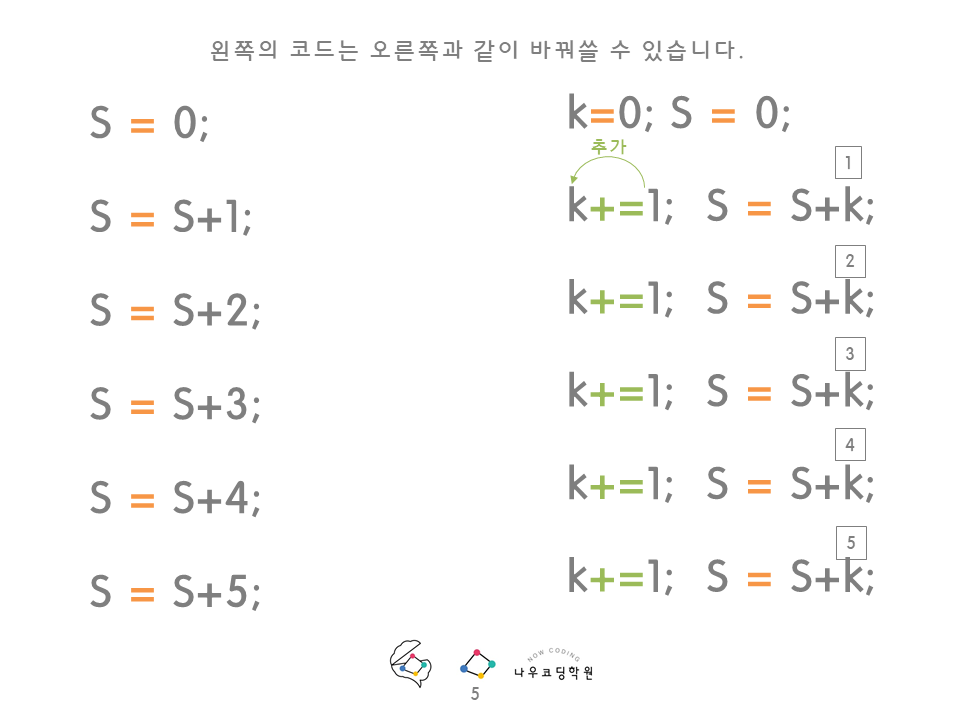 왼쪽의 코드는 오른쪽과 같이 바꿔쓸 수 있습니다.
S = 0;
S = S+1;
S = S+2;
S = S+3;
S = S+4;
S = S+5;
k=0; S = 0;
추가
1
k+=1; S = S+k;
2
k+=1; S = S+k;
3
k+=1; S = S+k;
4
k+=1; S = S+k;
5
k+=1; S = S+k;
NOW CODING
나우코딩학원
5